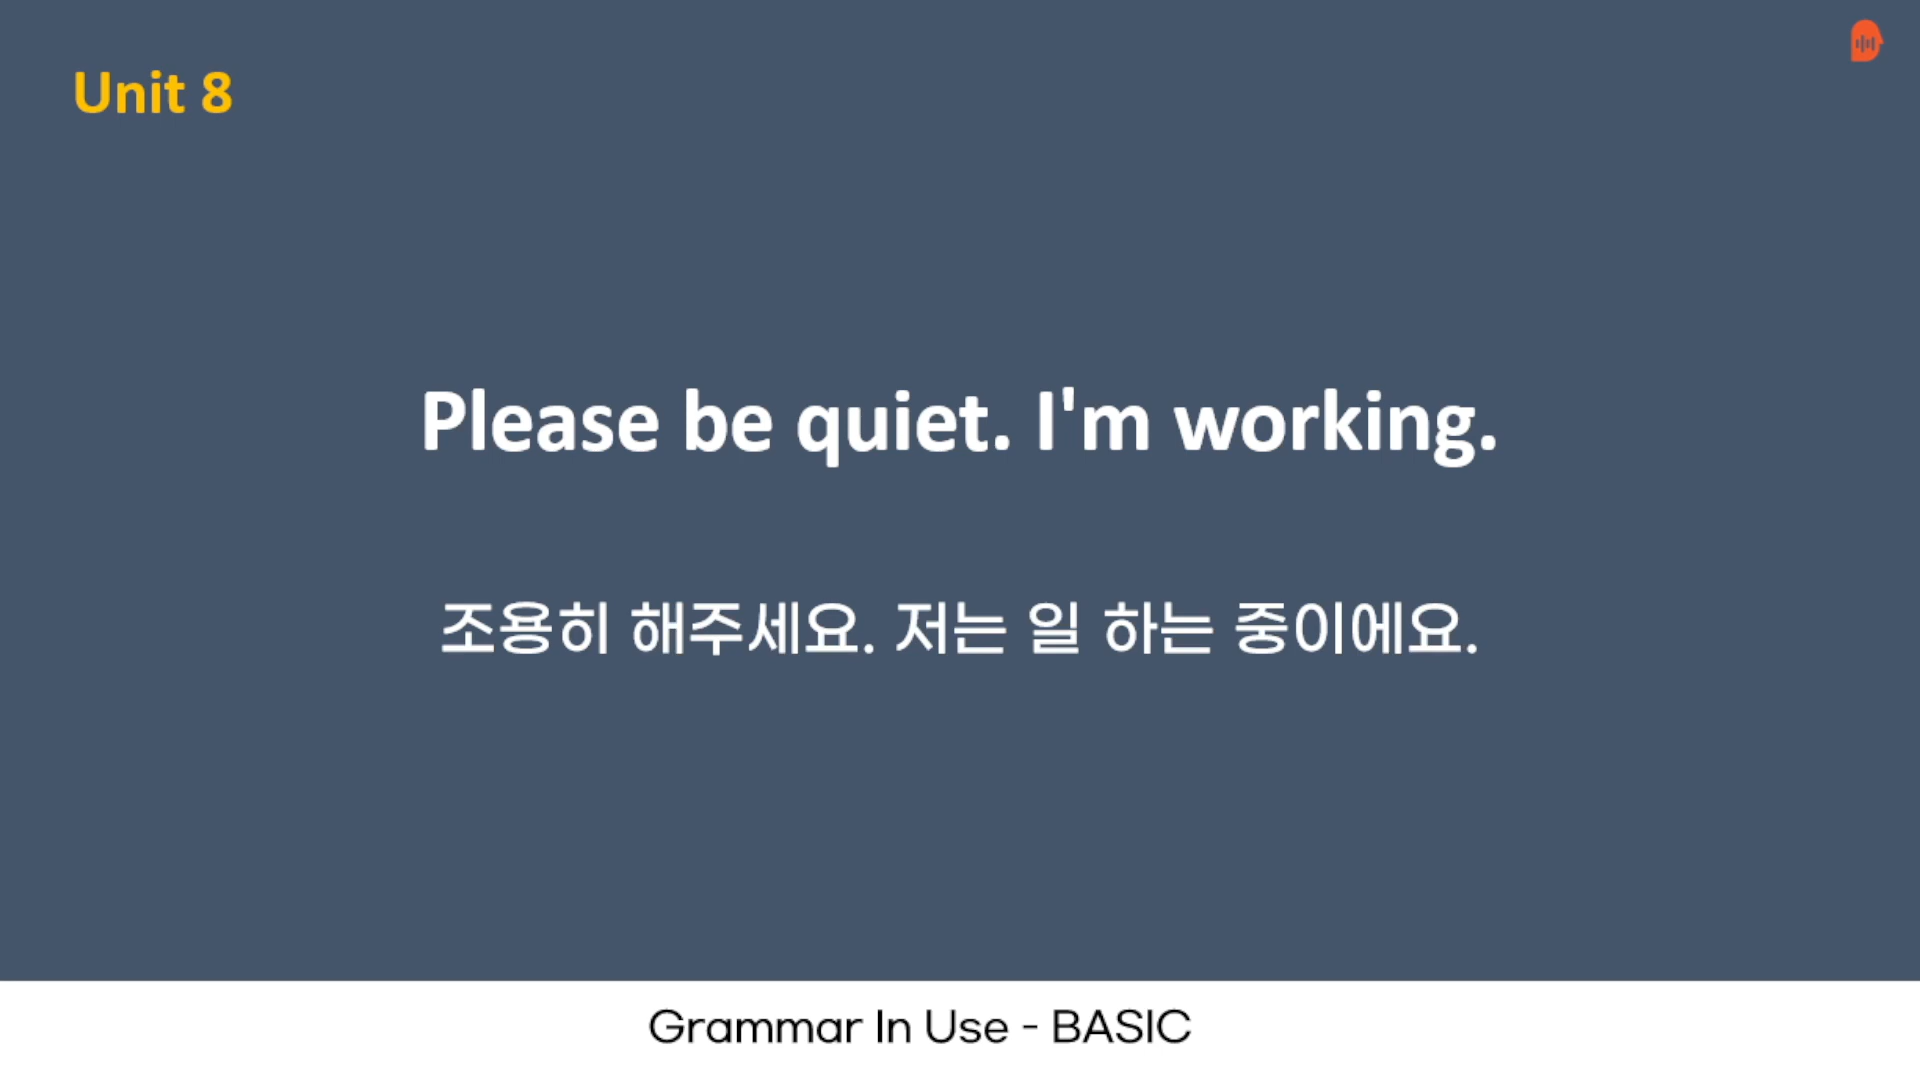 Unit 8
Please be quiet. I'm working.
조용히 해주세요. 저는 일 하는 중이에요.
Grammar In Use - BASIC